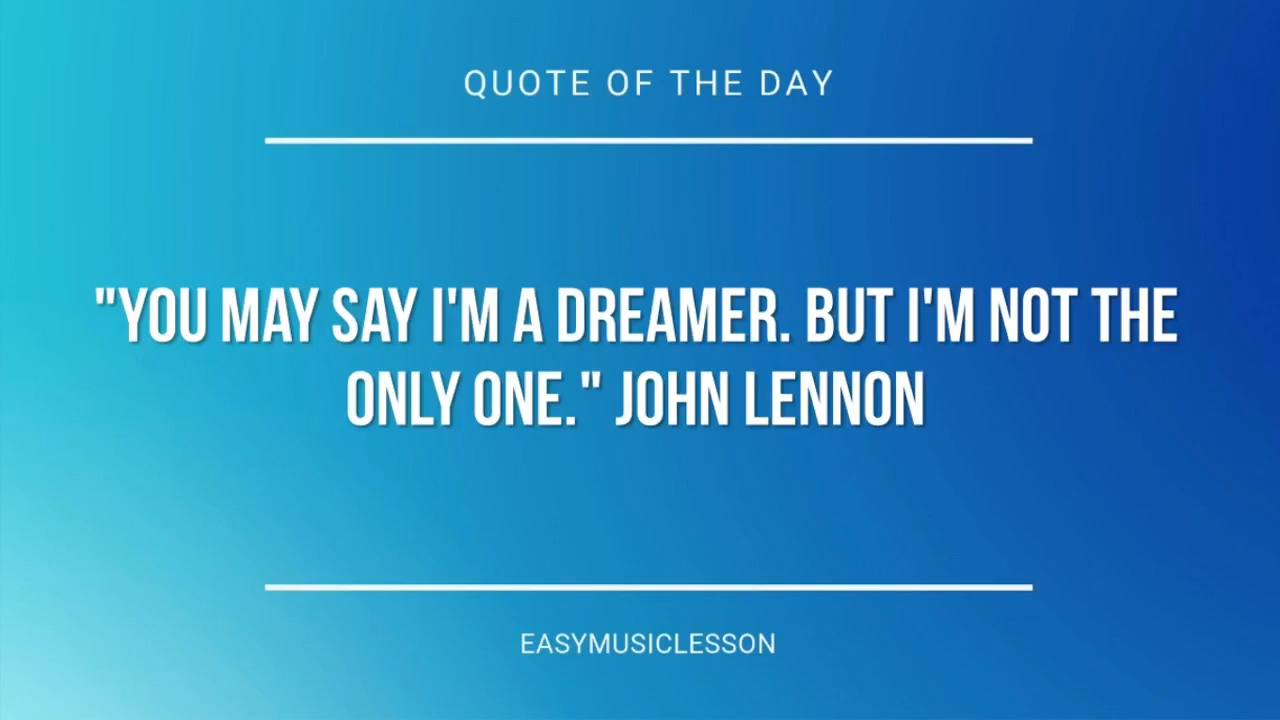 QUOTE OF THE DAY
"YOU MAY SAY I'M A DREAMER. BUT I'M NOT THE
ONLY ONE." JOHN LENNON
EASYMUSICLESSON